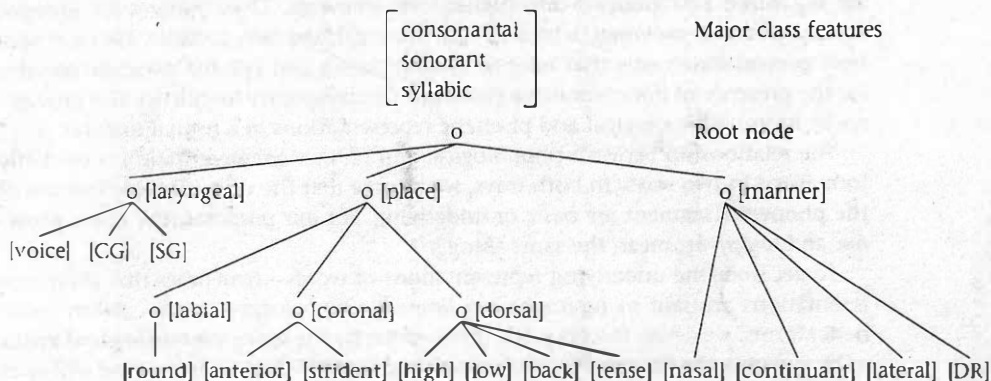 consonantal Major class features
sonorant
syllabic
o Root node
o [laryngeal] o [place] o [manner]
[voice] [CG] [SG]
[labial] o [coronal] o [dorsal]
[round] [anterior] [strident] [high] [low] [back] [tense] [nasal] [continuant] [lateral] [DR]